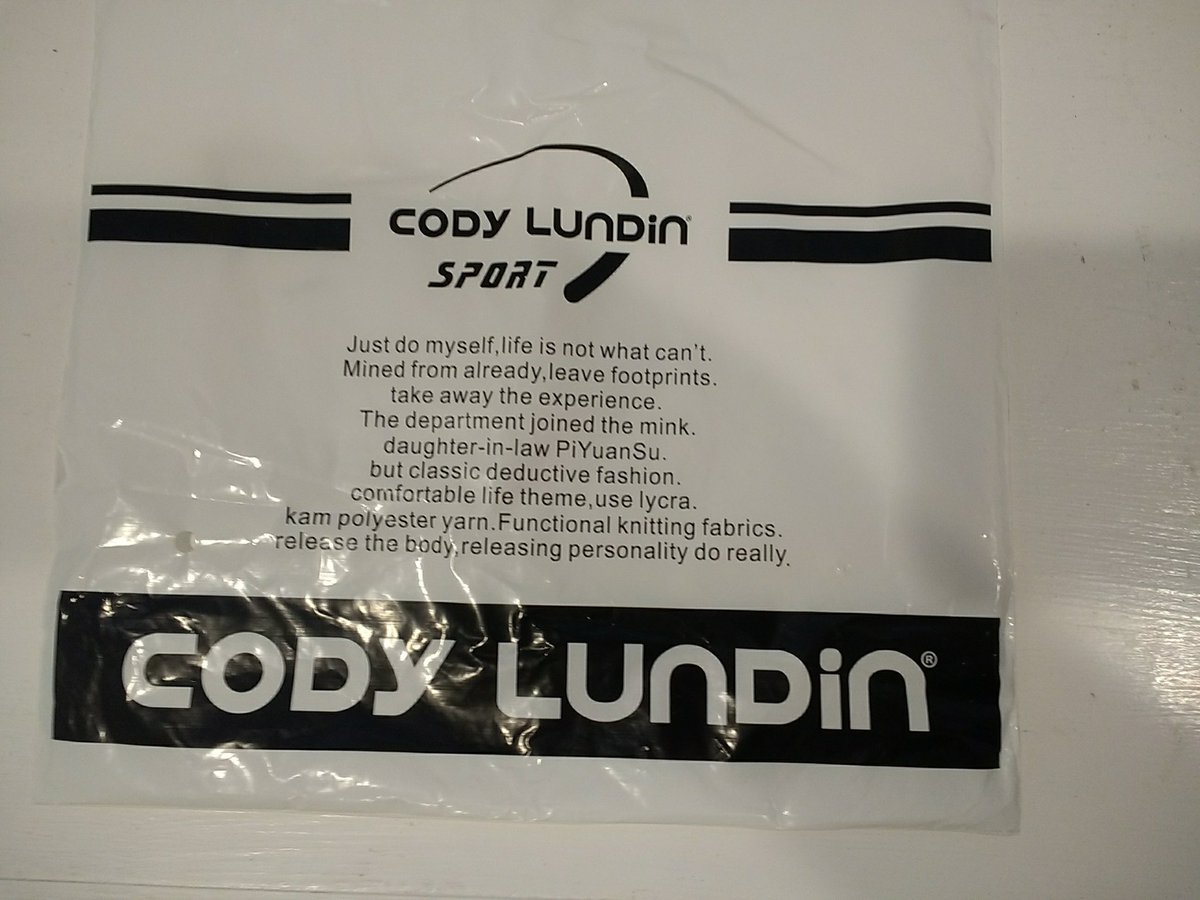 CODY LUNDiN®
SPORT
Just do myself,life is not what can't.
Mined from already,leave footprints.
take away the experience.
The department joined the mink.
daughter-in-law PiYuanSu.
but classic deductive fashion.
comfortable life theme,use lycra.
kam polyester yarn.Functional knitting fabrics.
release the body,releasing personality do really.
CODY LUNDiN®